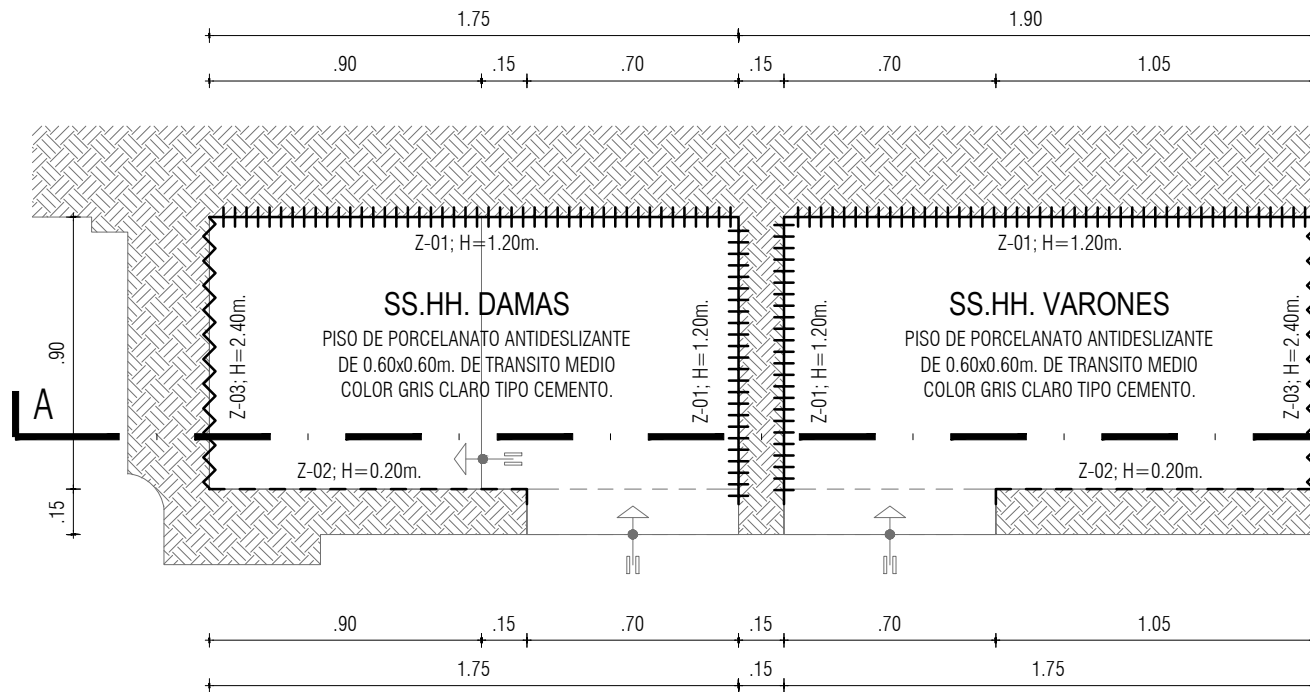 1.75 1.90
.90 .15 .70 .15 .70 1.05
Z-01; H=1.20m.
Z-01; H=1.20m.
SS.HH. DAMAS
PISO DE PORCELANATO ANTIDESLIZANTE
DE 0.60x0.60m. DE TRANSITO MEDIO
COLOR GRIS CLARO TIPO CEMENTO.
SS.HH. VARONES
PISO DE PORCELANATO ANTIDESLIZANTE
DE 0.60x0.60m. DE TRANSITO MEDIO
COLOR GRIS CLARO TIPO CEMENTO.
Z-03; H=2.40m.
Z-01; H=1.20m.
Z-01; H=1.20m.
Z-03; H=2.40m.
.90
A
Z-02; H=0.20m.
Z-02; H=0.20m.
.15
.90 .15 .70 .15 .70 1.05
1.75 .15 1.75